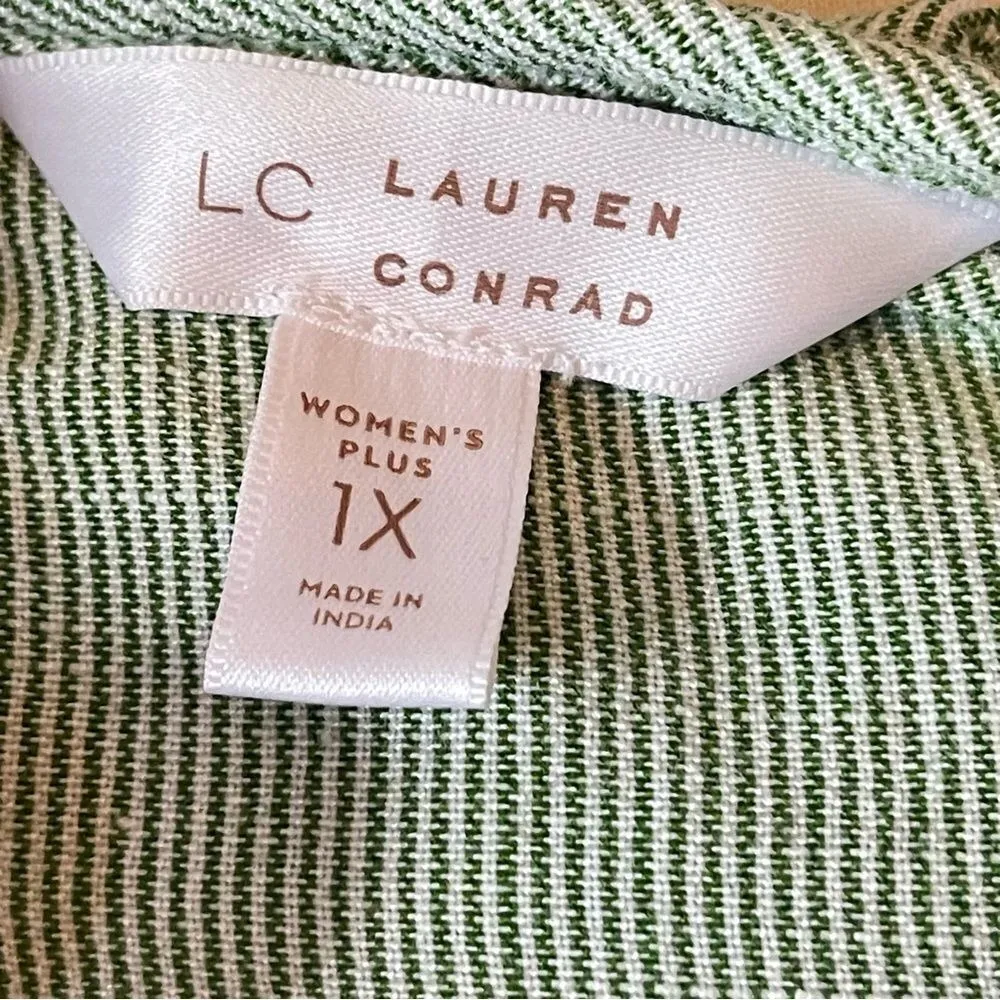 LC LAUREN
CONRAD
WOMEN'S
PLUS
1X
MADE IN
INDIA